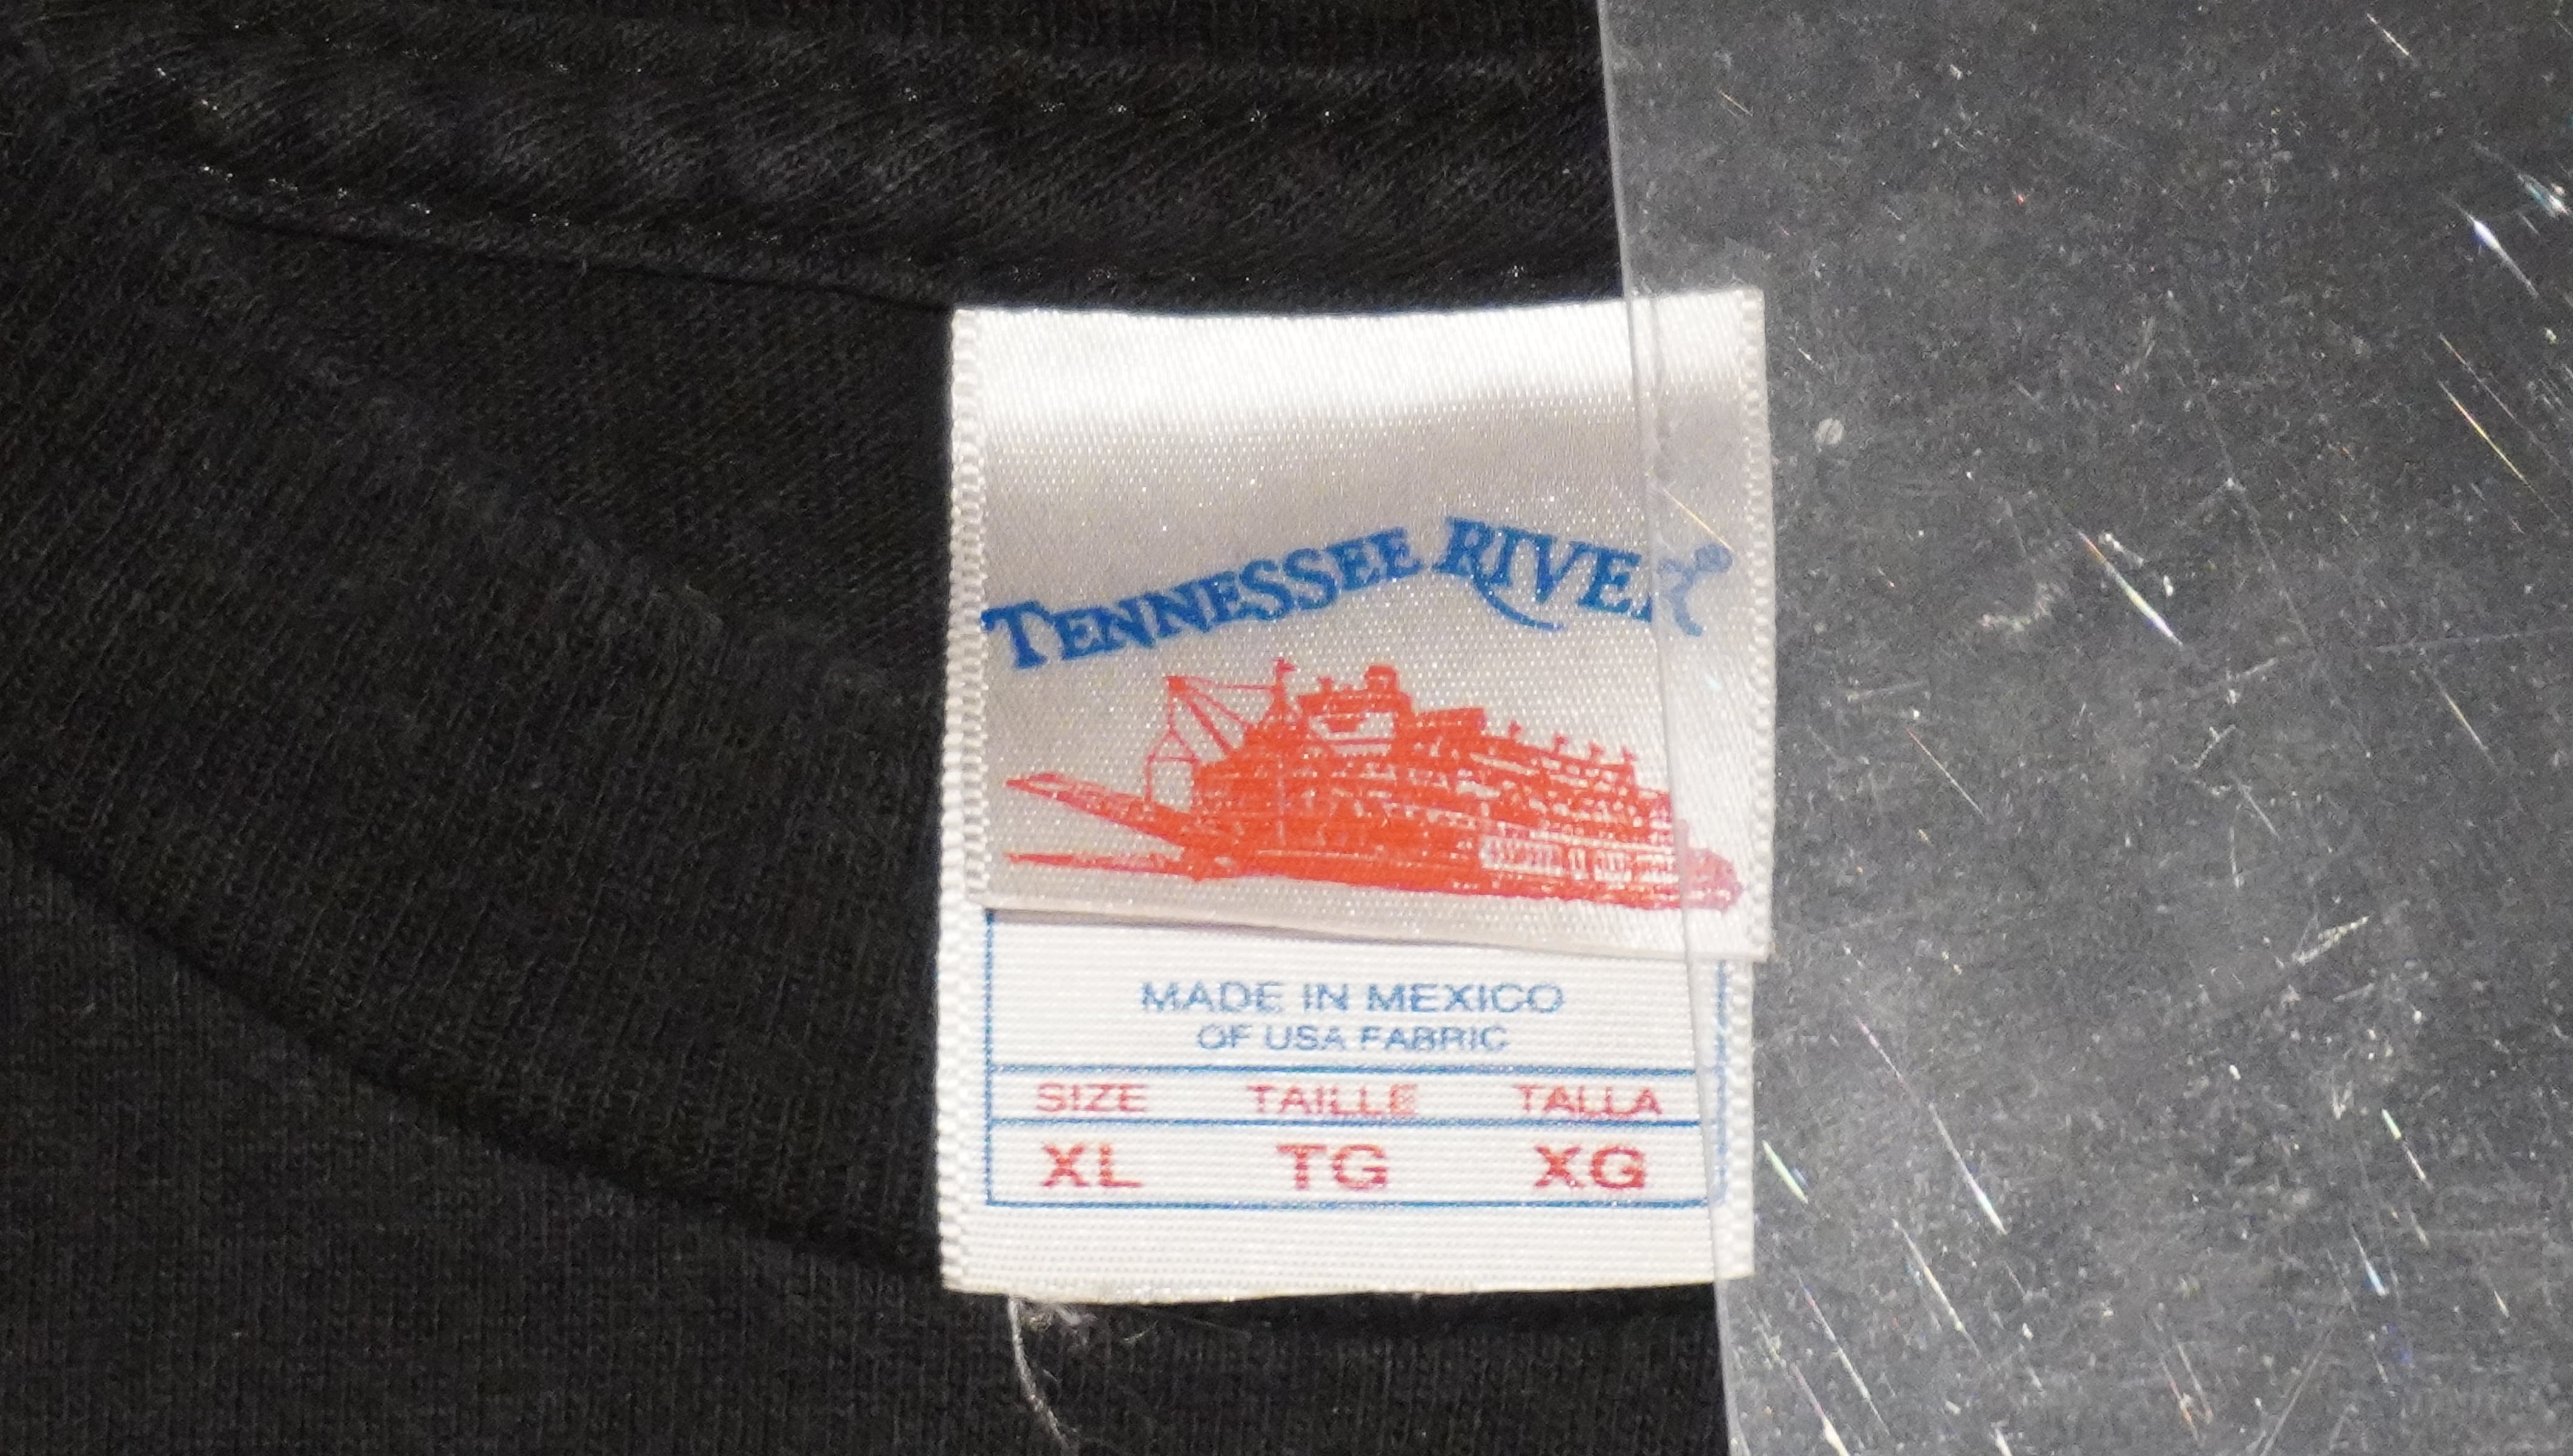 TENNESSEE RIVER®
MADE IN MEXICO
OF USA FABRIC
SIZE TAILLE TALLA
XL TG XG